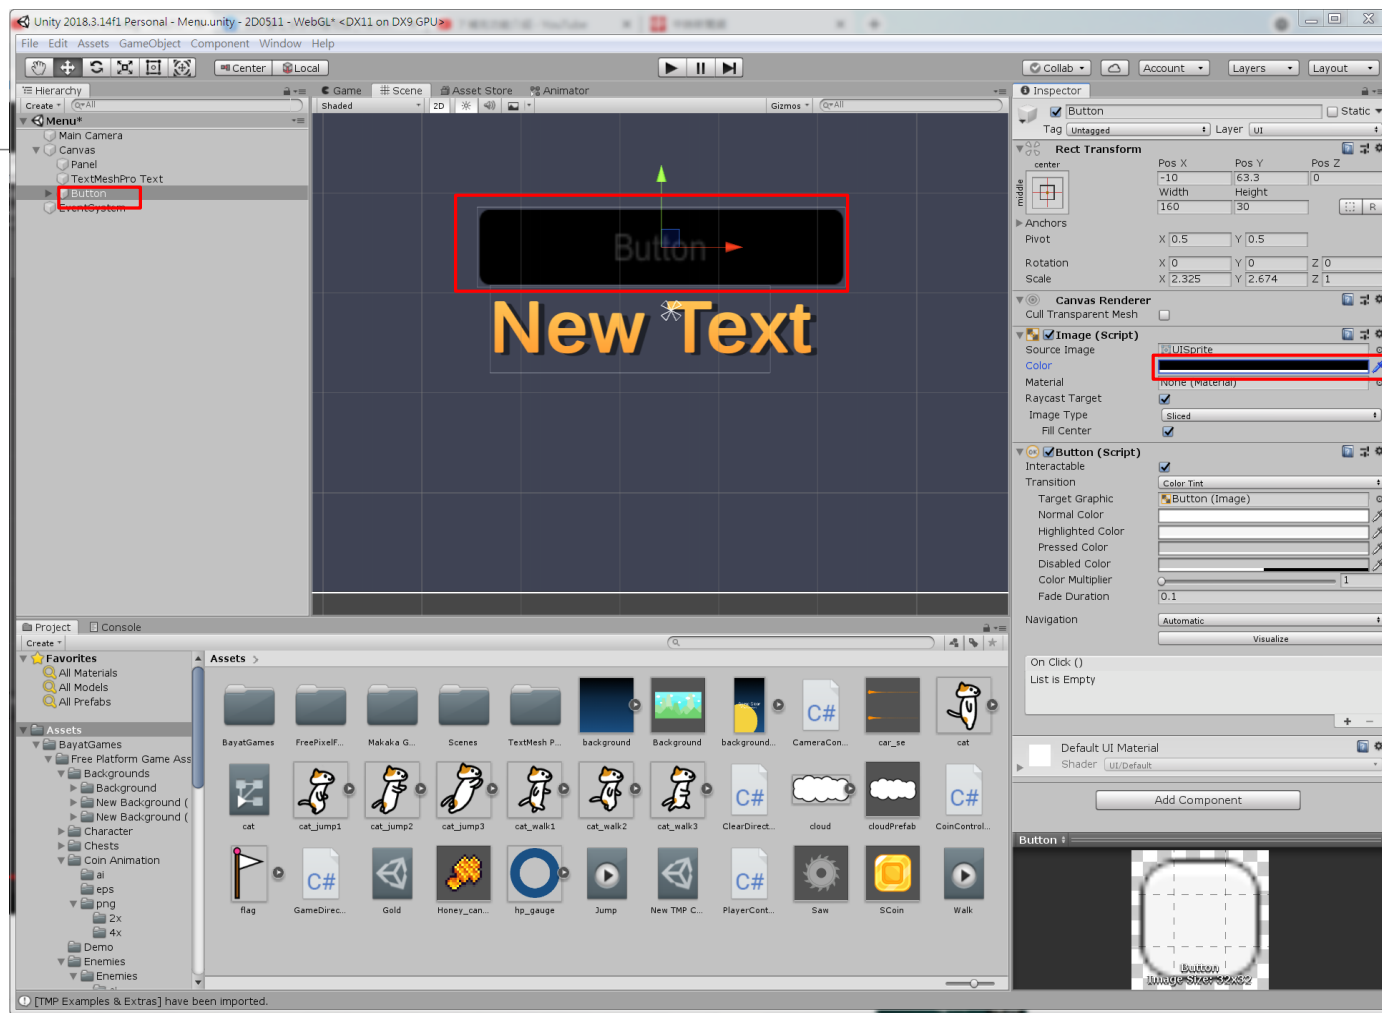 Unity 2018.3.14f1 Personal - Menu.unity - 2D0511 - WebGL* <DX11 on DX9 GPU>
File Edit Assets GameObject Component Window Help
Center Local
Collab Account Layers Layout
Hierarchy
Create All
Menu*
Main Camera
Canvas
Panel
TextMeshPro Text
Button
EventSystem
Game Scene Asset Store Animator
Shaded 2D Gizmos All
Button
New Text
Inspector
Button Static
Tag Untagged Layer UI
Rect Transform
center
middle
Pos X Pos Y Pos Z
-10 63.3 0
Width Height
160 30 R
Anchors
Pivot X 0.5 Y 0.5
Rotation X 0 Y 0 Z 0
Scale X 2.325 Y 2.674 Z 1
Canvas Renderer
Cull Transparent Mesh
Image (Script)
Source Image UISprite
Color
Material None (Material)
Raycast Target
Image Type Sliced
Fill Center
Button (Script)
Interactable
Transition Color Tint
Target Graphic Button (Image)
Normal Color
Highlighted Color
Pressed Color
Disabled Color
Color Multiplier 1
Fade Duration 0.1
Navigation Automatic
Visualize
On Click ()
List is Empty
+ −
Default UI Material
Shader UI/Default
Add Component
Button
Button
Image Size: 32x32
Project Console
Create
Favorites
All Materials
All Models
All Prefabs
Assets
BayatGames
Free Platform Game Ass
Backgrounds
Background
New Background (
New Background (
Character
Chests
Coin Animation
ai
eps
png
2x
4x
Demo
Enemies
Enemies
Assets
BayatGames FreePixelF... Makaka G... Scenes TextMesh P... background Background background... CameraCon... car_se cat
cat cat_jump1 cat_jump2 cat_jump3 cat_walk1 cat_walk2 cat_walk3 ClearDirect... cloud cloudPrefab CoinControl...
flag GameDirec... Gold Honey_can... hp_gauge Jump New TMP C... PlayerCont... Saw SCoin Walk
C#
C#
C#
C#
C#
[TMP Examples & Extras] have been imported.